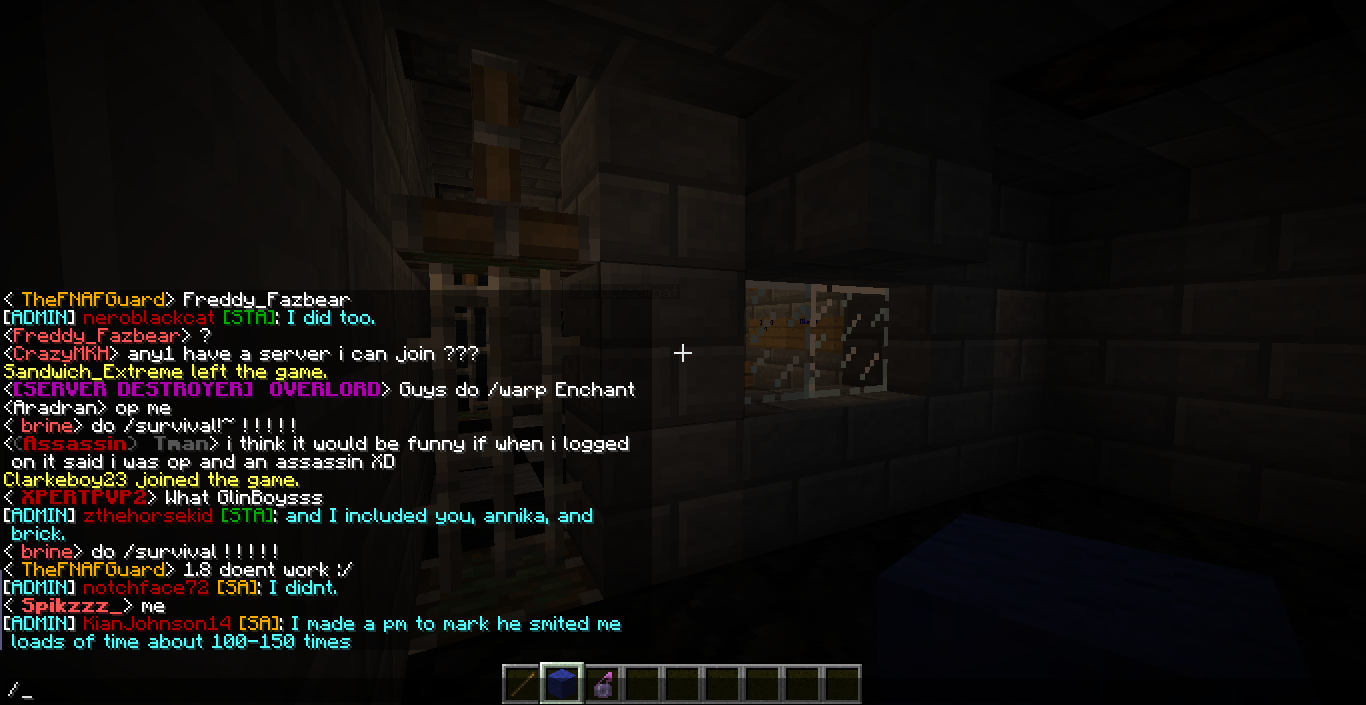 < TheFNAFGuard> Freddy_Fazbear
[ADMIN] neroblackcat [STA]: I did too.
<Freddy_Fazbear> ?
<CrazyMKH> any1 have a server i can join ???
Sandwich_Extreme left the game.
<[SERVER DESTROYER] OVERLORD> Guys do /warp Enchant
<Aradran> op me
< brine> do /survival!~ !!!!!
<(Assassin) Tman> i think it would be funny if when i logged
on it said i was op and an assassin XD
Clarkeboy23 joined the game.
< XPERTPVP2> What GlinBoysss
[ADMIN] zthehorsekid [STA]: and I included you, annika, and
brick.
< brine> do /survival !!!!!
< TheFNAFGuard> 1.8 doent work :/
[ADMIN] notchface72 [SA]: I didnt.
< Spikzzz_> me
[ADMIN] KianJohnson14 [SA]: I made a pm to mark he smited me
loads of time about 100-150 times
/_